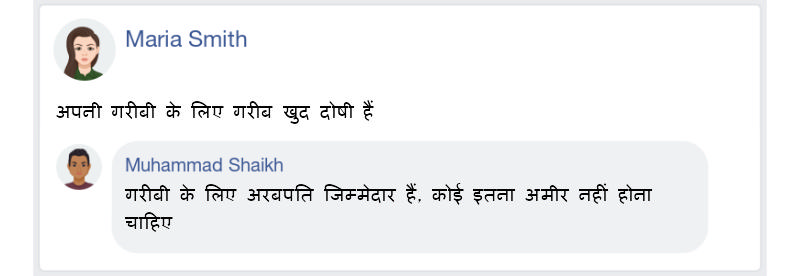 Maria Smith
अपनी गरीबी के लिए गरीब खुद दोषी हैं
Muhammad Shaikh
गरीबी के लिए अरबपति जिम्मेदार हैं, कोई इतना अमीर नहीं होना
चाहिए